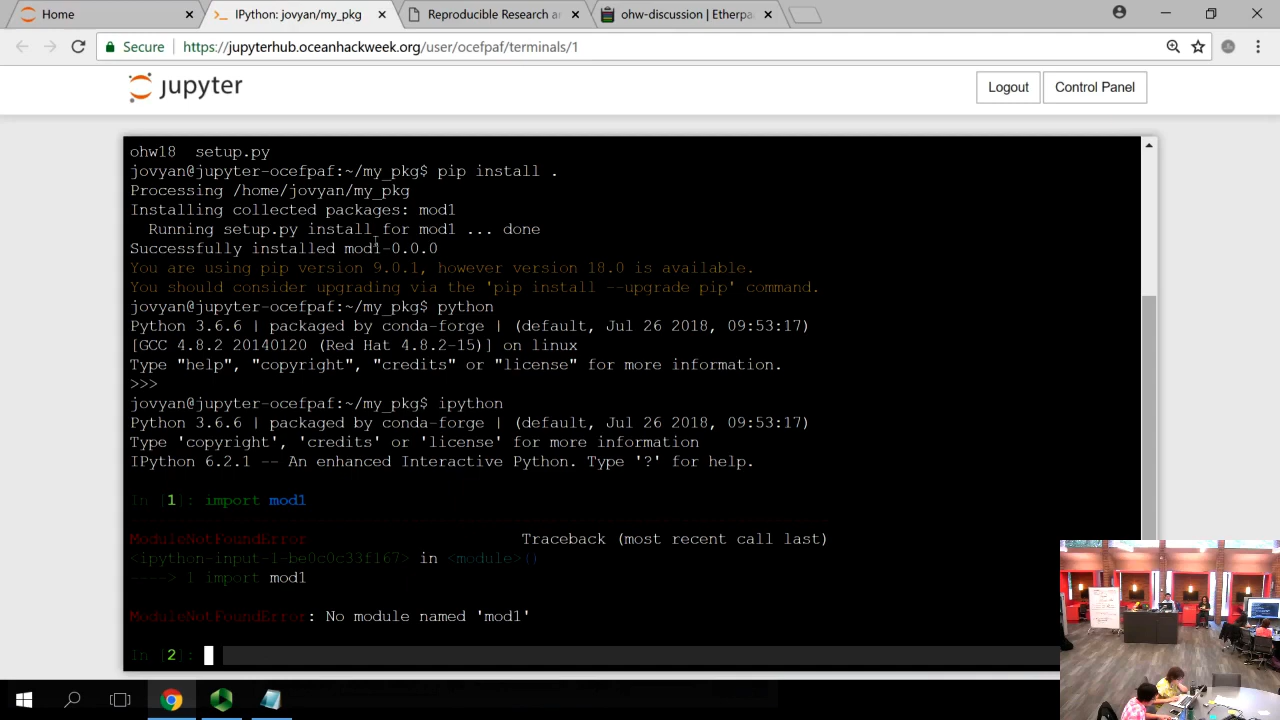 Home
IPython: jovyan/my_pkg
Reproducible Research a
ohw-discussion | Etherpa
Secure
https://jupyterhub.oceanhackweek.org/user/ocefpaf/terminals/1
jupyter
Logout
Control Panel
ohw18 setup.py
jovyan@jupyter-ocefpaf:~/my_pkg$ pip install .
Processing /home/jovyan/my_pkg
Installing collected packages: mod1
Running setup.py install for mod1 ... done
Successfully installed mod1-0.0.0
You are using pip version 9.0.1, however version 18.0 is available.
You should consider upgrading via the 'pip install --upgrade pip' command.
jovyan@jupyter-ocefpaf:~/my_pkg$ python
Python 3.6.6 | packaged by conda-forge | (default, Jul 26 2018, 09:53:17)
[GCC 4.8.2 20140120 (Red Hat 4.8.2-15)] on linux
Type "help", "copyright", "credits" or "license" for more information.
>>>
jovyan@jupyter-ocefpaf:~/my_pkg$ ipython
Python 3.6.6 | packaged by conda-forge | (default, Jul 26 2018, 09:53:17)
Type 'copyright', 'credits' or 'license' for more information
IPython 6.2.1 -- An enhanced Interactive Python. Type '?' for help.
In [1]: import mod1
ModuleNotFoundError Traceback (most recent call last)
<ipython-input-1-be0c0c33f167> in <module>()
----> 1 import mod1
ModuleNotFoundError: No module named 'mod1'
In [2]: